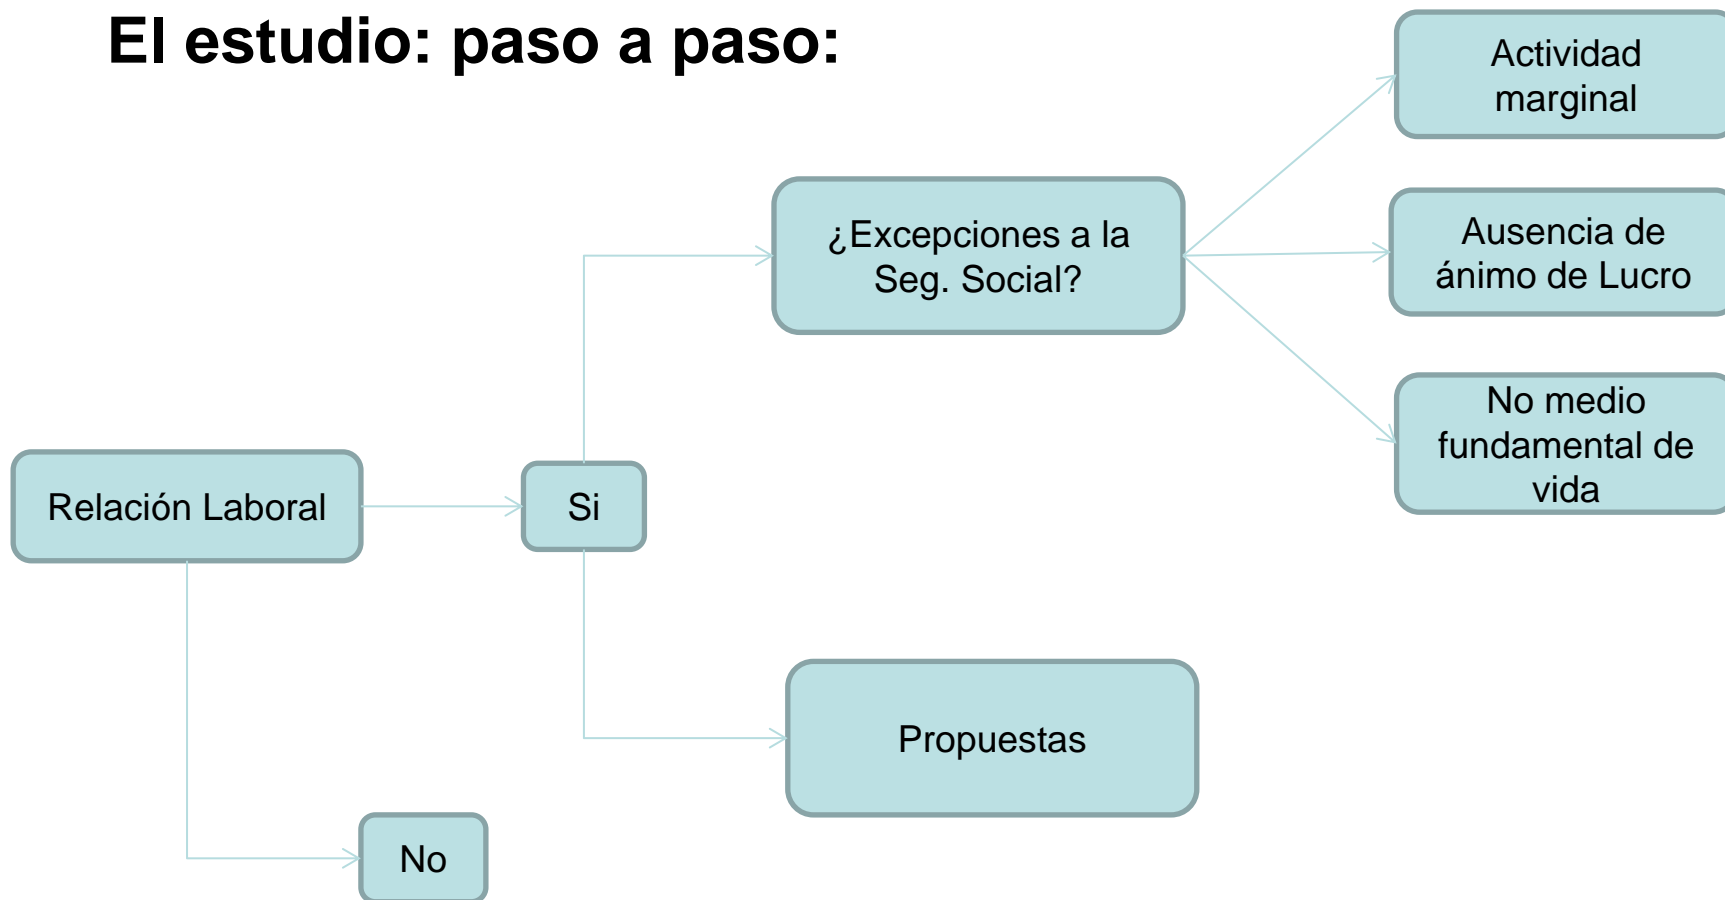 El estudio: paso a paso:
Actividad
marginal
¿Excepciones a la
Seg. Social?
Ausencia de
ánimo de Lucro
No medio
fundamental de
vida
Relación Laboral
Si
Propuestas
No